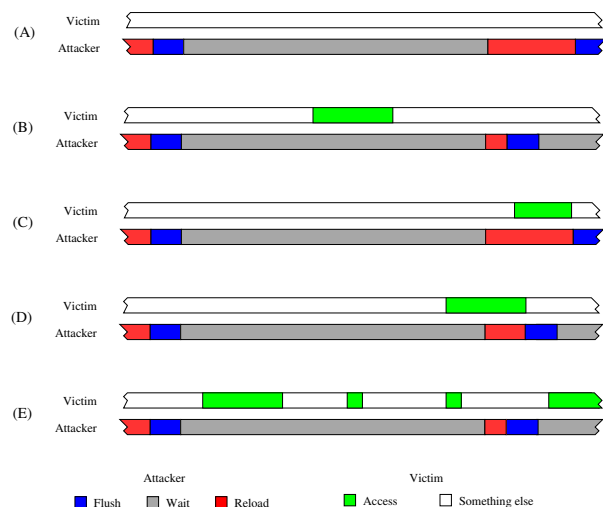 (A)
Victim
Attacker
(B)
Victim
Attacker
(C)
Victim
Attacker
(D)
Victim
Attacker
(E)
Victim
Attacker
Attacker Victim
Flush Wait Reload Access Something else